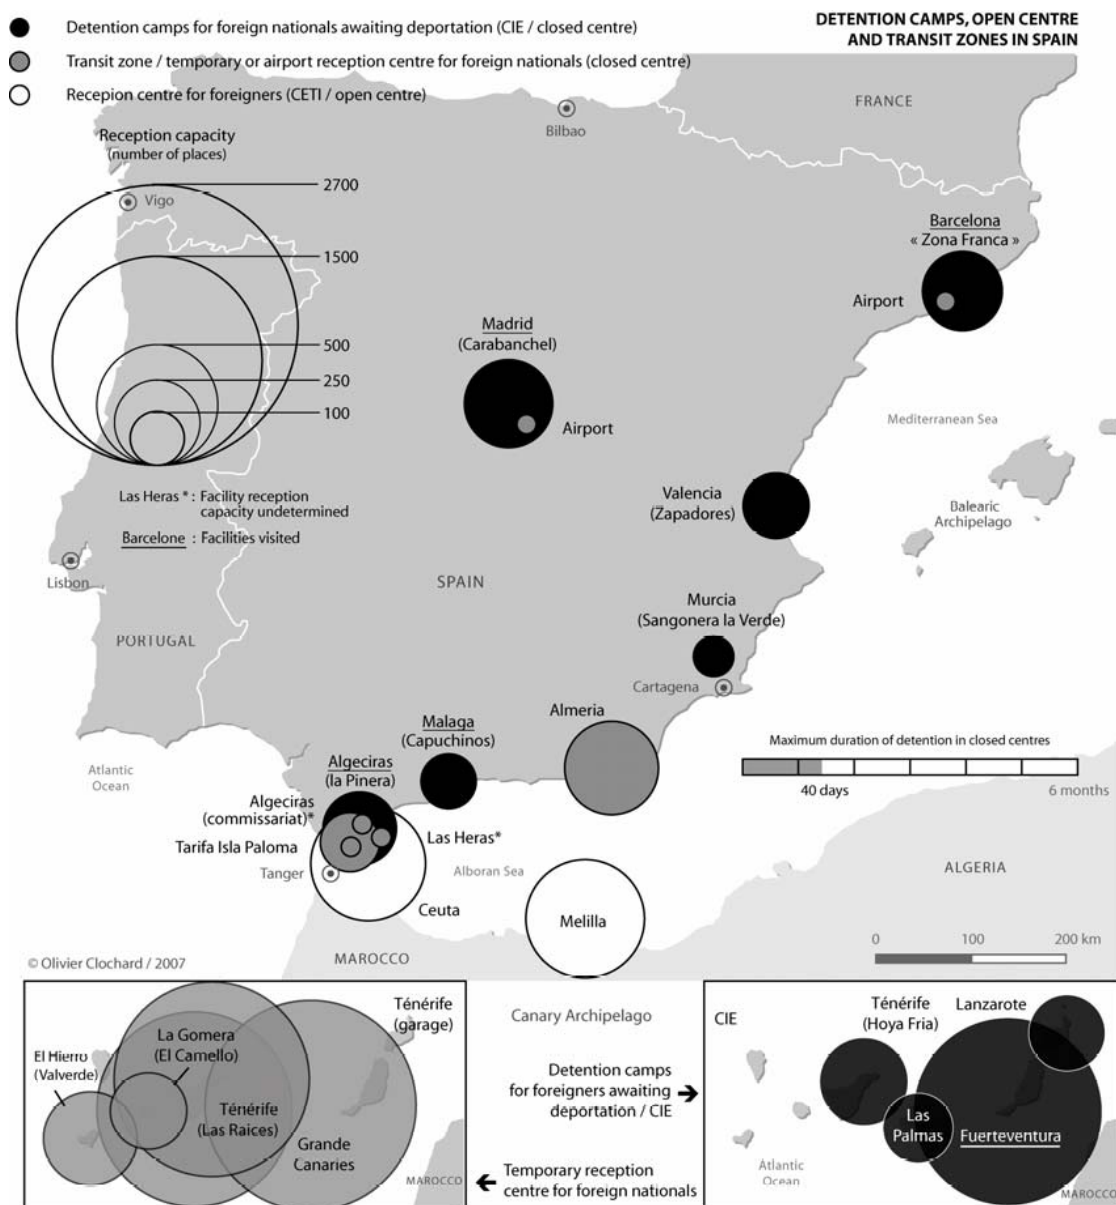 DETENTION CAMPS, OPEN CENTRE
AND TRANSIT ZONES IN SPAIN
Detention camps for foreign nationals awaiting deportation (CIE / closed centre)
Transit zone / temporary or airport reception centre for foreign nationals (closed centre)
Recepion centre for foreigners (CETI / open centre)
Reception capacity
(number of places)
2700
1500
500
250
100
Las Heras * : Facility reception
capacity undetermined
Barcelone : Facilities visited
FRANCE
Bilbao
Vigo
Barcelona
« Zona Franca »
Airport
Madrid
(Carabanchel)
Airport
Mediterranean Sea
Valencia
(Zapadores)
Balearic
Archipelago
Lisbon
SPAIN
PORTUGAL
Murcia
(Sangonera la Verde)
Cartagena
Almeria
Malaga
(Capuchinos)
Algeciras
(la Pinera)
Maximum duration of detention in closed centres
40 days
6 months
Atlantic
Ocean
Algeciras
(commissariat)*
Las Heras*
Tarifa Isla Paloma
Tanger
Alboran Sea
ALGERIA
Ceuta
Melilla
0
100
200 km
MAROCCO
© Olivier Clochard / 2007
Ténérife
(garage)
La Gomera
(El Camello)
El Hierro
(Valverde)
Ténérife
(Las Raices)
Grande
Canaries
MAROCCO
Canary Archipelago
Detention camps
for foreigners awaiting
deportation / CIE
Temporary reception
centre for foreign nationals
CIE
Ténérife
(Hoya Fria)
Lanzarote
Las
Palmas
Fuerteventura
Atlantic
Ocean
MAROCCO